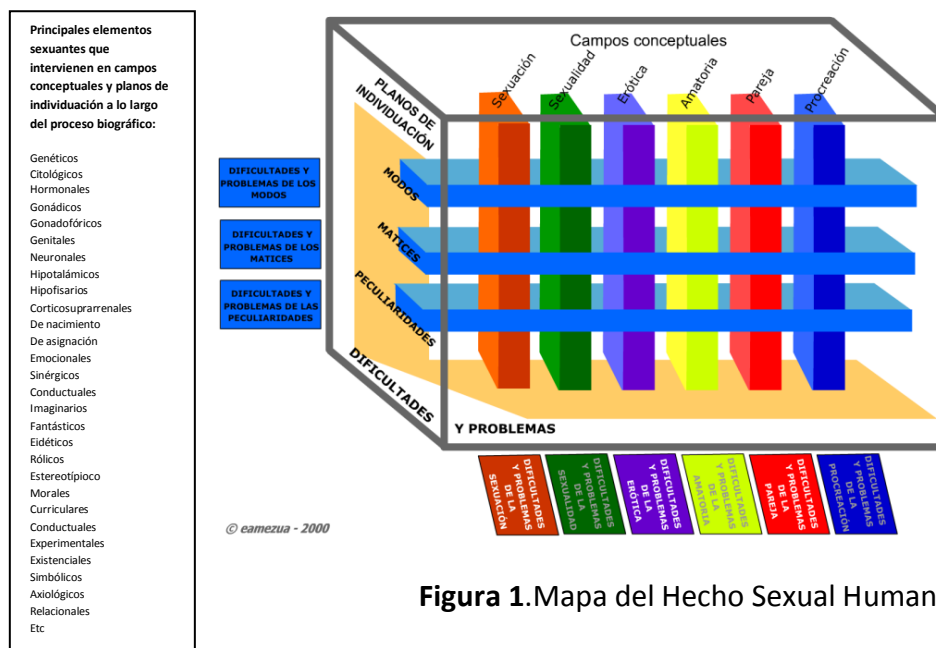 Principales elementos
sexuantes que
intervienen en campos
conceptuales y planos de
individuación a lo largo
del proceso biográfico:
Genéticos
Citológicos
Hormonales
Gonádicos
Gonadofóricos
Genitales
Neuronales
Hipotalámicos
Hipofisarios
Corticosuprarrenales
De nacimiento
De asignación
Emocionales
Sinérgicos
Conductuales
Imaginarios
Fantásticos
Eidéticos
Rólicos
Estereotípioco
Morales
Curriculares
Conductuales
Experimentales
Existenciales
Simbólicos
Axiológicos
Relacionales
Etc
Campos conceptuales
Sexuación
Sexualidad
Erótica
Amatoria
Pareja
Procreación
PLANOS DE
INDIVIDUACIÓN
DIFICULTADES Y
PROBLEMAS DE LOS
MODOS
MODOS
DIFICULTADES Y
PROBLEMAS DE LOS
MATICES
MATICES
DIFICULTADES Y
PROBLEMAS DE LAS
PECULIARIDADES
PECULIARIDADES
DIFICULTADES
Y PROBLEMAS
DIFICULTADES
Y PROBLEMAS
DE LA
SEXUACIÓN
DIFICULTADES
Y PROBLEMAS
DE LA
SEXUALIDAD
DIFICULTADES
Y PROBLEMAS
DE LA
ERÓTICA
DIFICULTADES
Y PROBLEMAS
DE LA
AMATORIA
DIFICULTADES
Y PROBLEMAS
DE LA
PAREJA
DIFICULTADES
Y PROBLEMAS
DE LA
PROCREACIÓN
© eamezua - 2000
Figura 1.Mapa del Hecho Sexual Human